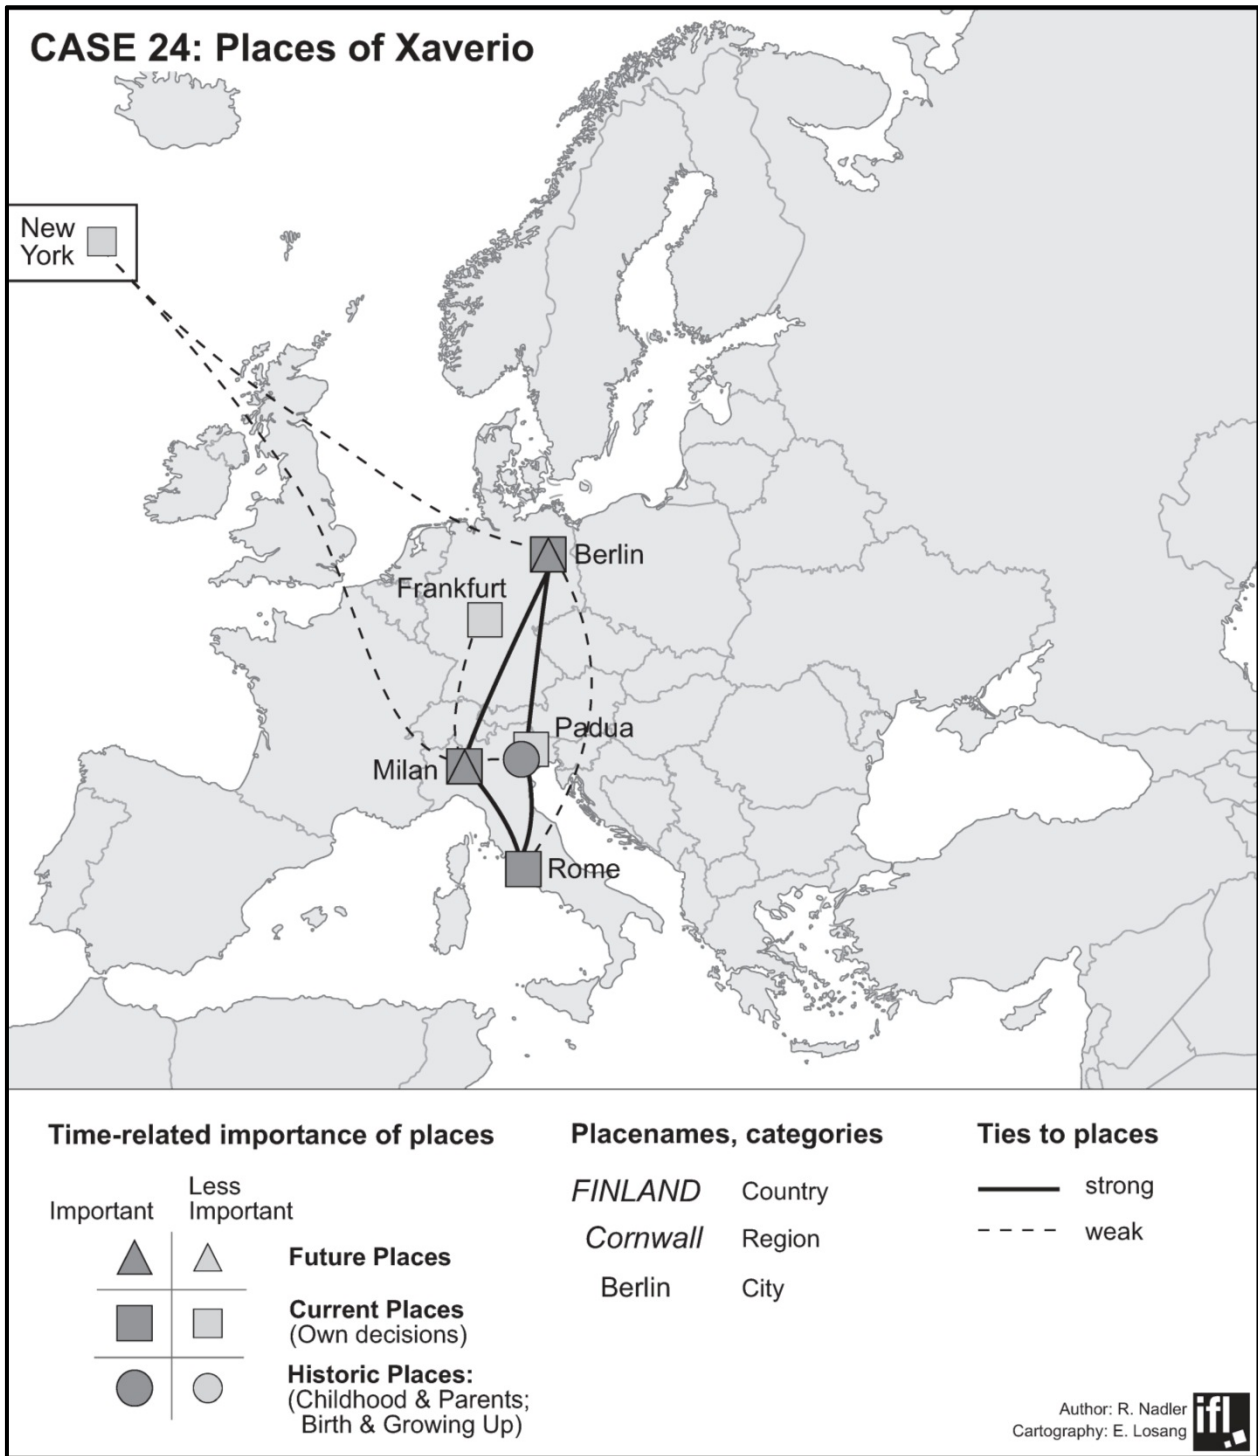 CASE 24: Places of Xaverio
New
York
Berlin
Frankfurt
Padua
Milan
Rome
Time-related importance of places
Important
Less
Important
Future Places
Current Places
(Own decisions)
Historic Places:
(Childhood & Parents;
Birth & Growing Up)
Placenames, categories
FINLAND Country
Cornwall Region
Berlin City
Ties to places
strong
weak
Author: R. Nadler
Cartography: E. Losang
ifl